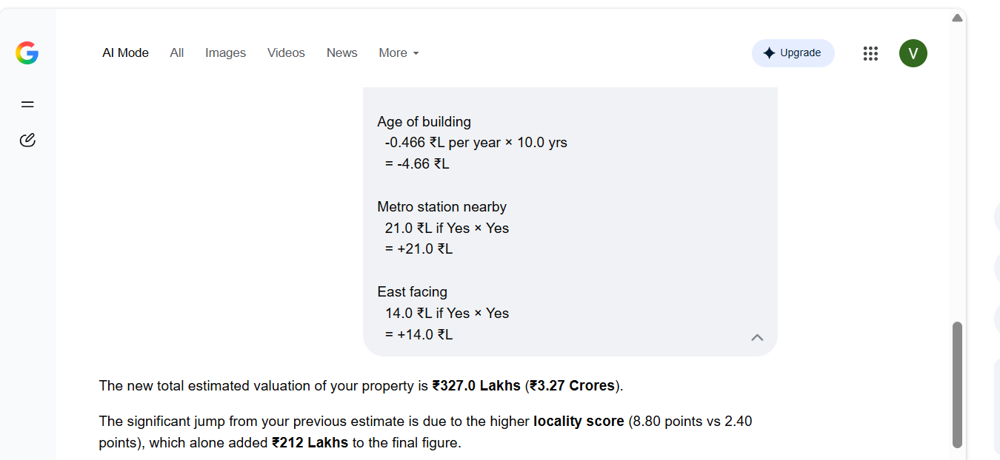 AI Mode All Images Videos News More
Upgrade
V
Age of building
-0.466 ₹L per year × 10.0 yrs
= -4.66 ₹L
Metro station nearby
21.0 ₹L if Yes × Yes
= +21.0 ₹L
East facing
14.0 ₹L if Yes × Yes
= +14.0 ₹L
The new total estimated valuation of your property is ₹327.0 Lakhs (₹3.27 Crores).
The significant jump from your previous estimate is due to the higher locality score (8.80 points vs 2.40
points), which alone added ₹212 Lakhs to the final figure.